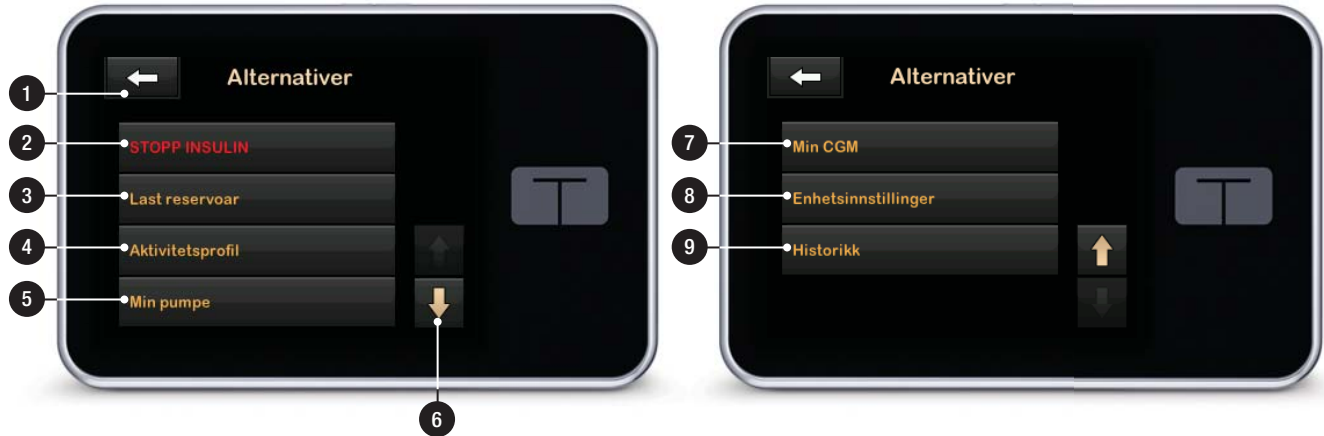 Alternativer
1
2 STOPP INSULIN
3 Last reservoar
4 Aktivitetsprofil
5 Min pumpe
6
Alternativer
7 Min CGM
8 Enhetsinnstillinger
9 Historikk